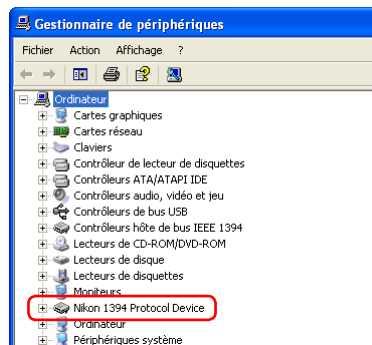 Gestionnaire de périphériques
Fichier Action Affichage ?
Ordinateur
Cartes graphiques
Cartes réseau
Claviers
Contrôleur de lecteur de disquettes
Contrôleurs ATA/ATAPI IDE
Contrôleurs audio, vidéo et jeu
Contrôleurs de bus USB
Contrôleurs hôte de bus IEEE 1394
Lecteurs de CD-ROM/DVD-ROM
Lecteurs de disque
Lecteurs de disquettes
Moniteurs
Nikon 1394 Protocol Device
Ordinateur
Périphériques système